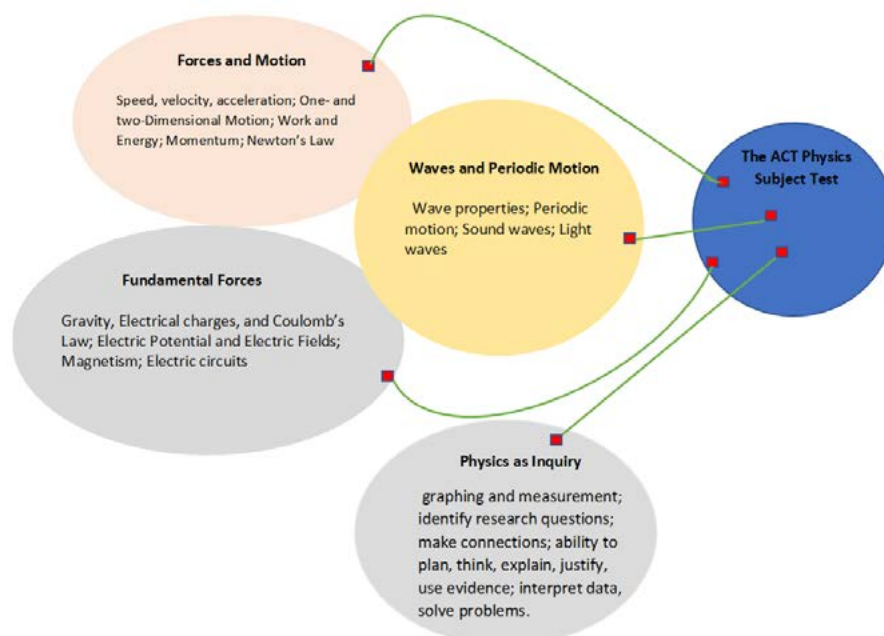 Forces and Motion
Speed, velocity, acceleration; One- and
two-Dimensional Motion; Work and
Energy; Momentum; Newton's Law
Waves and Periodic Motion
Wave properties; Periodic
motion; Sound waves; Light
waves
The ACT Physics
Subject Test
Fundamental Forces
Gravity, Electrical charges, and Coulomb's
Law; Electric Potential and Electric Fields;
Magnetism; Electric circuits
Physics as Inquiry
graphing and measurement;
identify research questions;
make connections; ability to
plan, think, explain, justify,
use evidence; interpret data,
solve problems.